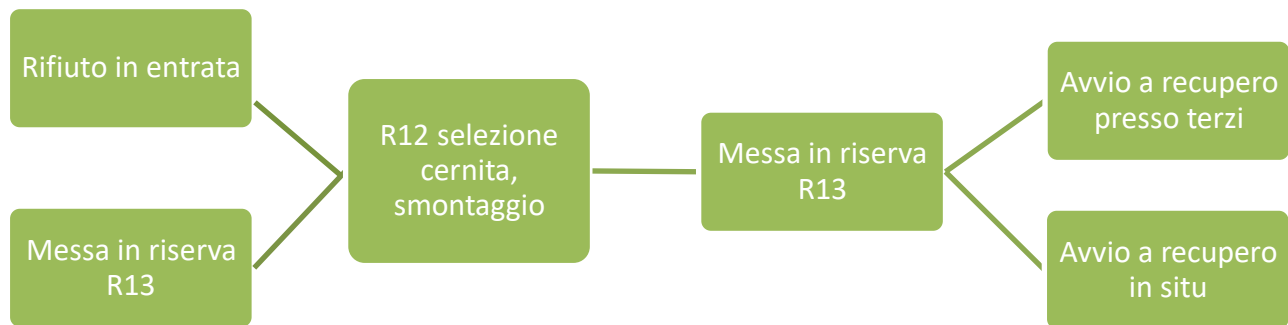 Rifiuto in entrata
Messa in riserva
R13
R12 selezione
cernita,
smontaggio
Messa in riserva
R13
Avvio a recupero
presso terzi
Avvio a recupero
in situ